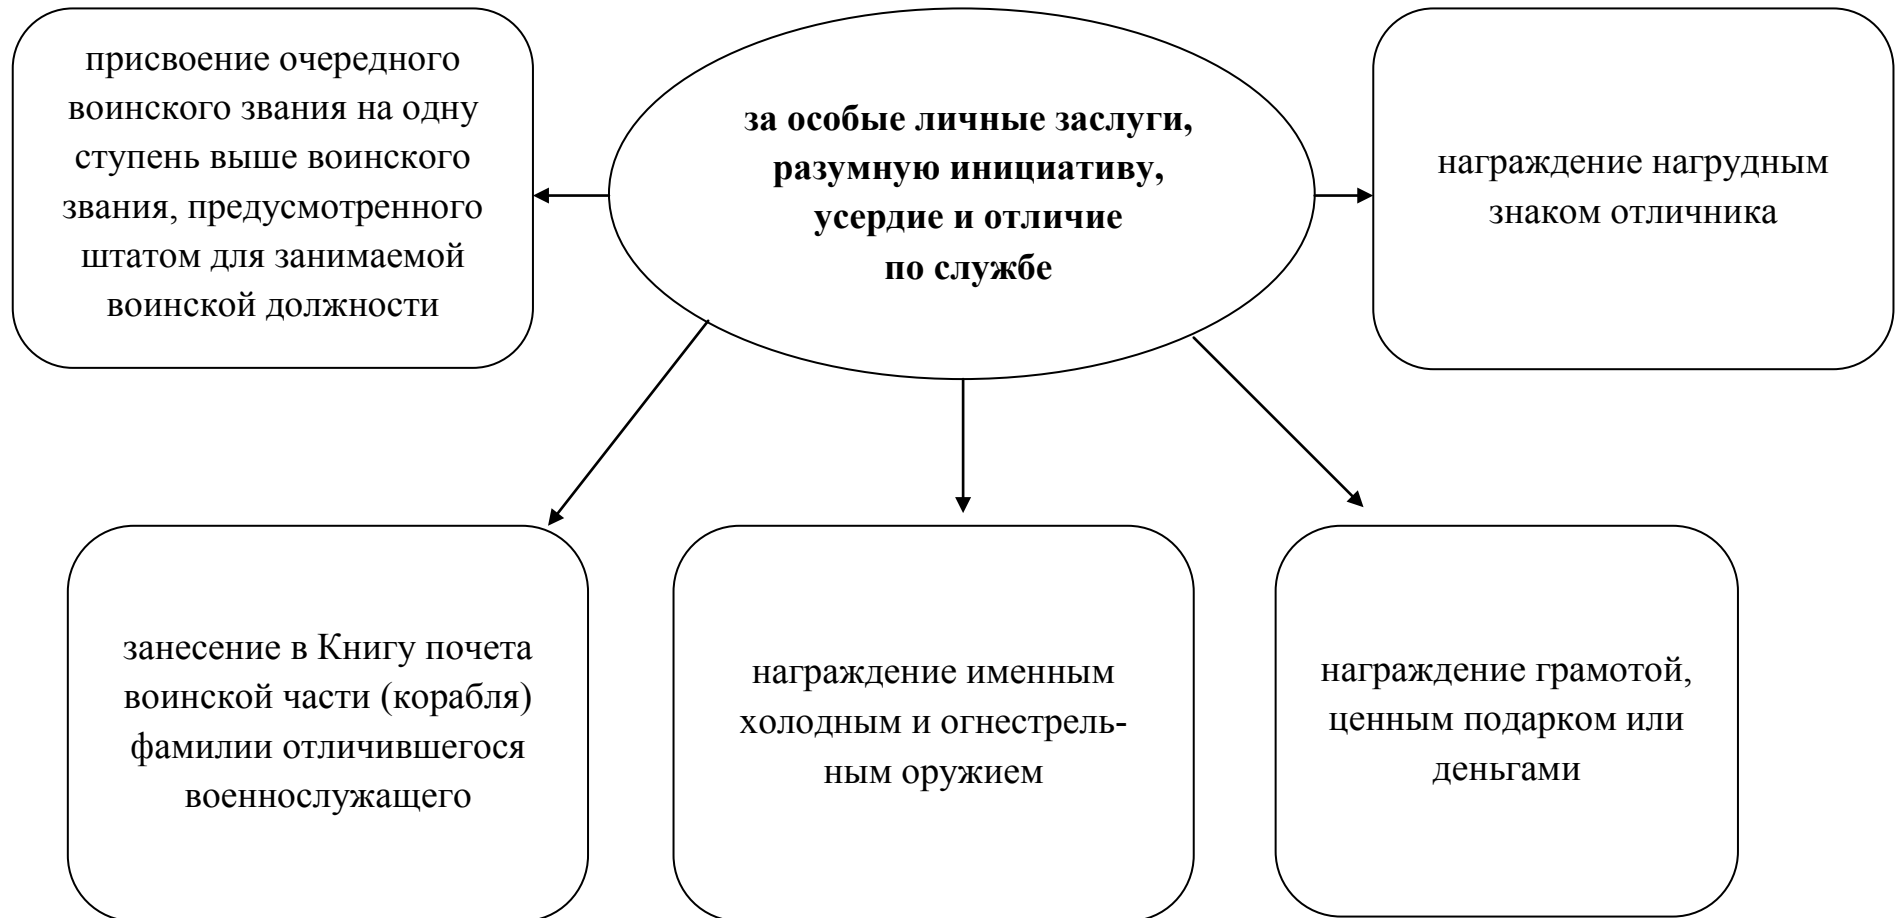 присвоение очередного
воинского звания на одну
ступень выше воинского
звания, предусмотренного
штатом для занимаемой
воинской должности
за особые личные заслуги,
разумную инициативу,
усердие и отличие
по службе
награждение нагрудным
знаком отличника
занесение в Книгу почета
воинской части (корабля)
фамилии отличившегося
военнослужащего
награждение именным
холодным и огнестрель-
ным оружием
награждение грамотой,
ценным подарком или
деньгами